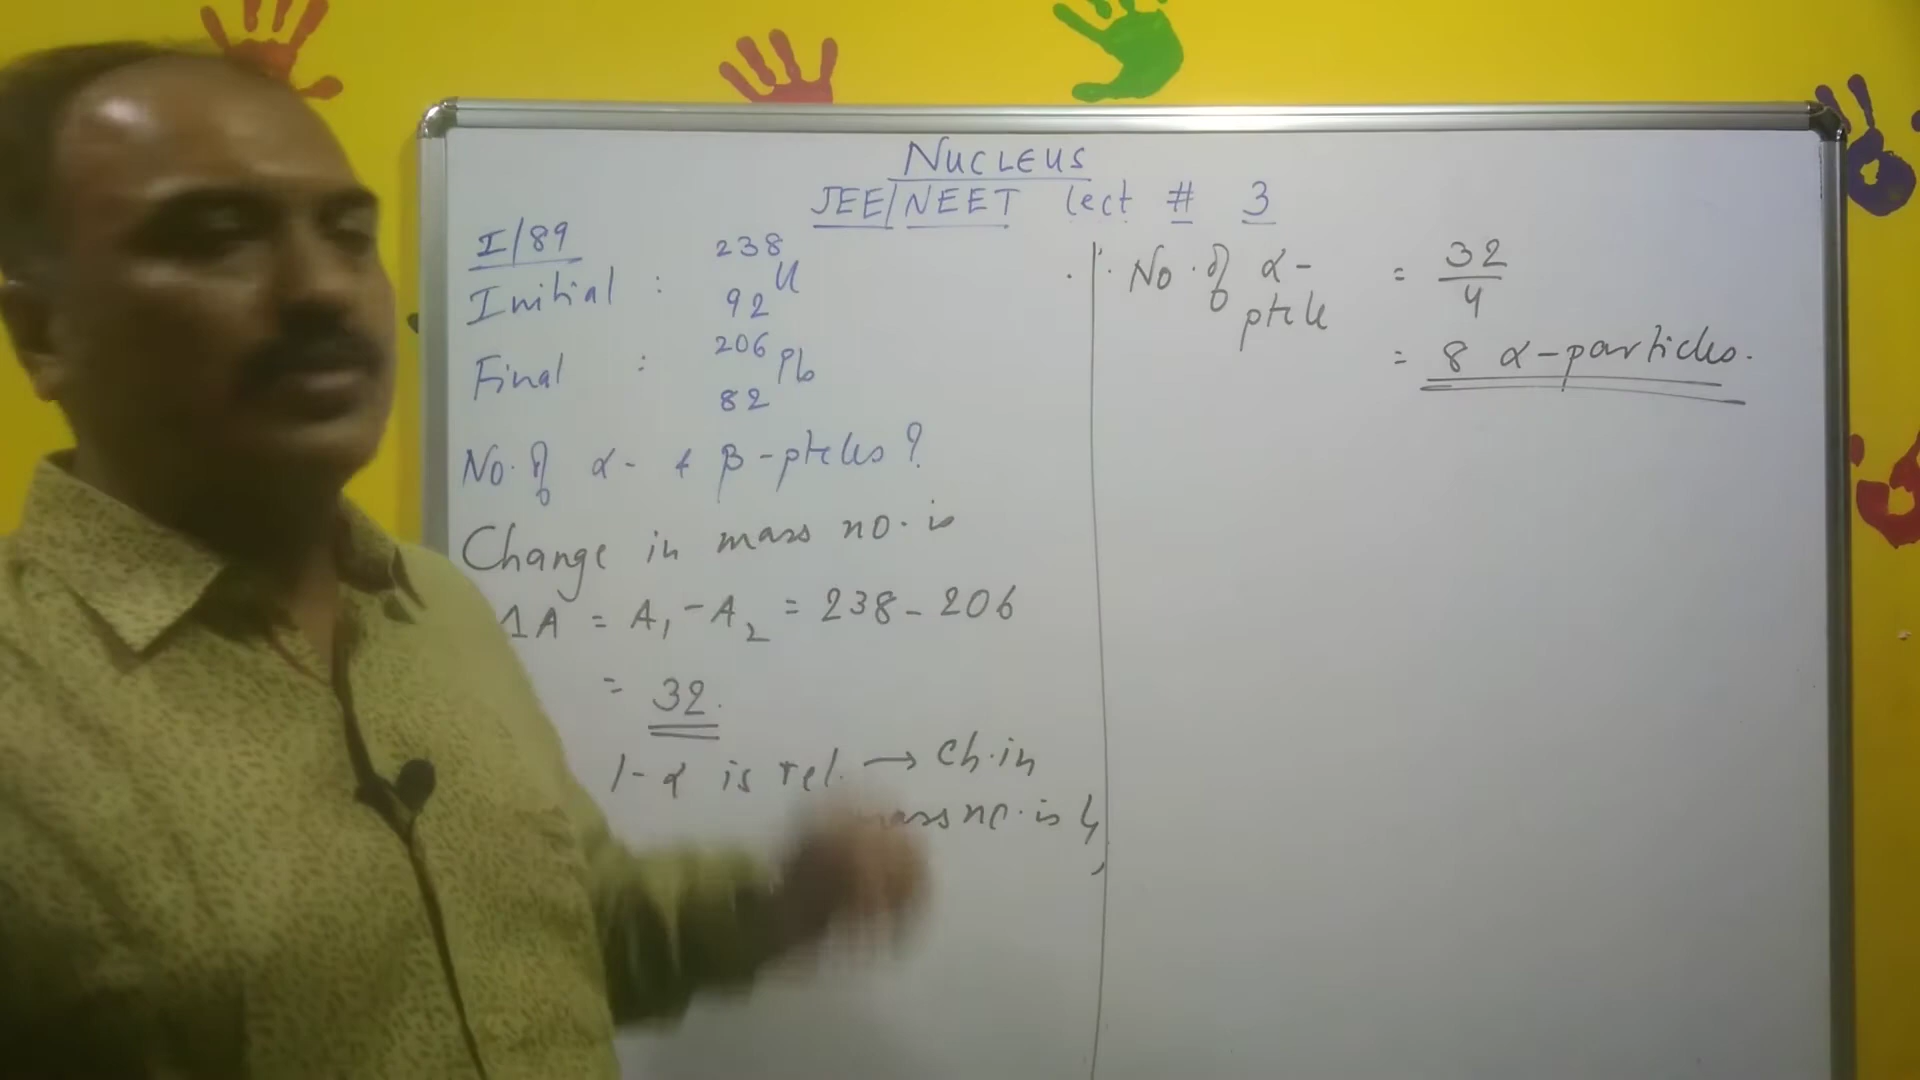 NUCLEUS
JEE/NEET Lect # 3
I/89
Initial : 238 92 U
Final : 206 82 Pb
No. of α- & β-ptcles ?
Change in mass no. is
ΔA = A₁ - A₂ = 238 - 206
= 32.
1-α is rel. → Ch. in
mass no. is 4,
∴ No. of α- ptcle = 32/4
= 8 α-particles.